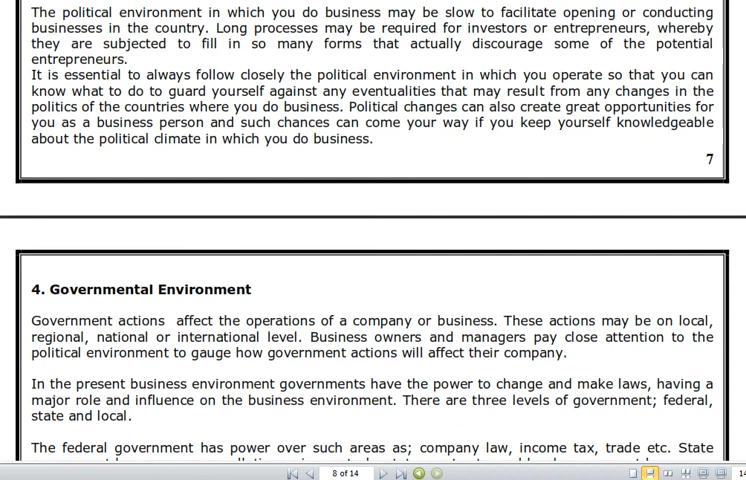 The political environment in which you do business may be slow to facilitate opening or conducting
businesses in the country. Long processes may be required for investors or entrepreneurs, whereby
they are subjected to fill in so many forms that actually discourage some of the potential
entrepreneurs.
It is essential to always follow closely the political environment in which you operate so that you can
know what to do to guard yourself against any eventualities that may result from any changes in the
politics of the countries where you do business. Political changes can also create great opportunities for
you as a business person and such chances can come your way if you keep yourself knowledgeable
about the political climate in which you do business.
7
4. Governmental Environment
Government actions affect the operations of a company or business. These actions may be on local,
regional, national or international level. Business owners and managers pay close attention to the
political environment to gauge how government actions will affect their company.
In the present business environment governments have the power to change and make laws, having a
major role and influence on the business environment. There are three levels of government; federal,
state and local.
The federal government has power over such areas as; company law, income tax, trade etc. State
8 of 14